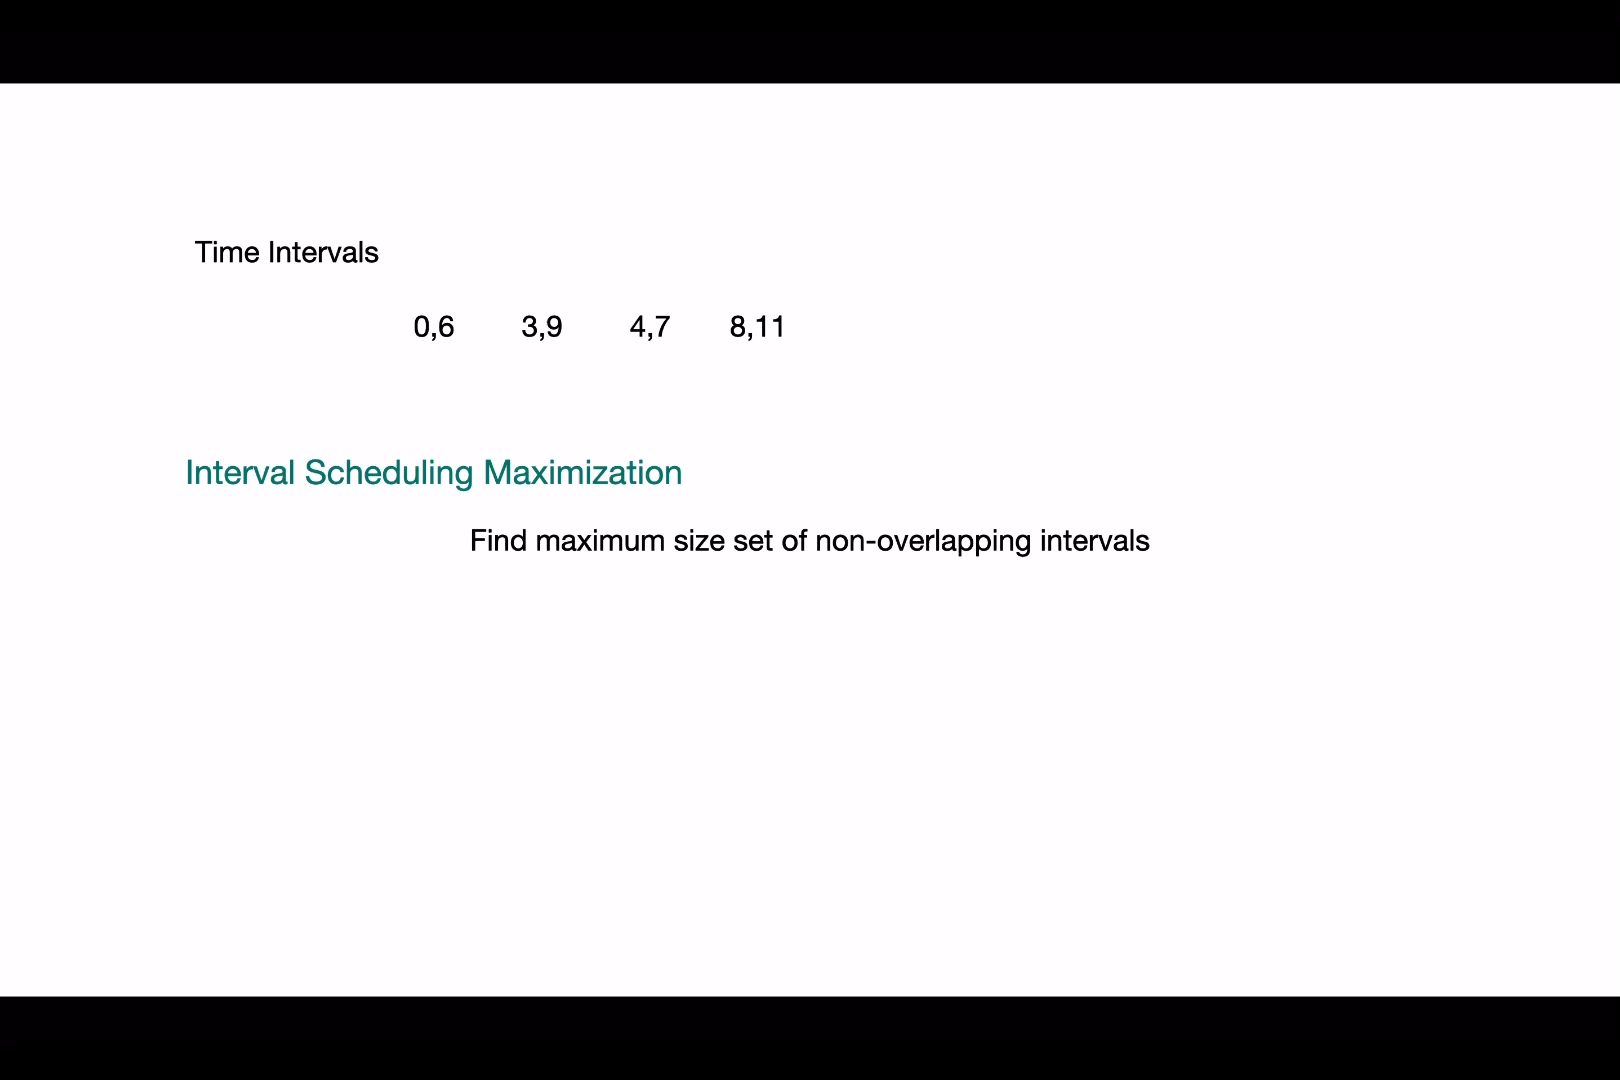 Time Intervals
0,6 3,9 4,7 8,11
Interval Scheduling Maximization
Find maximum size set of non-overlapping intervals